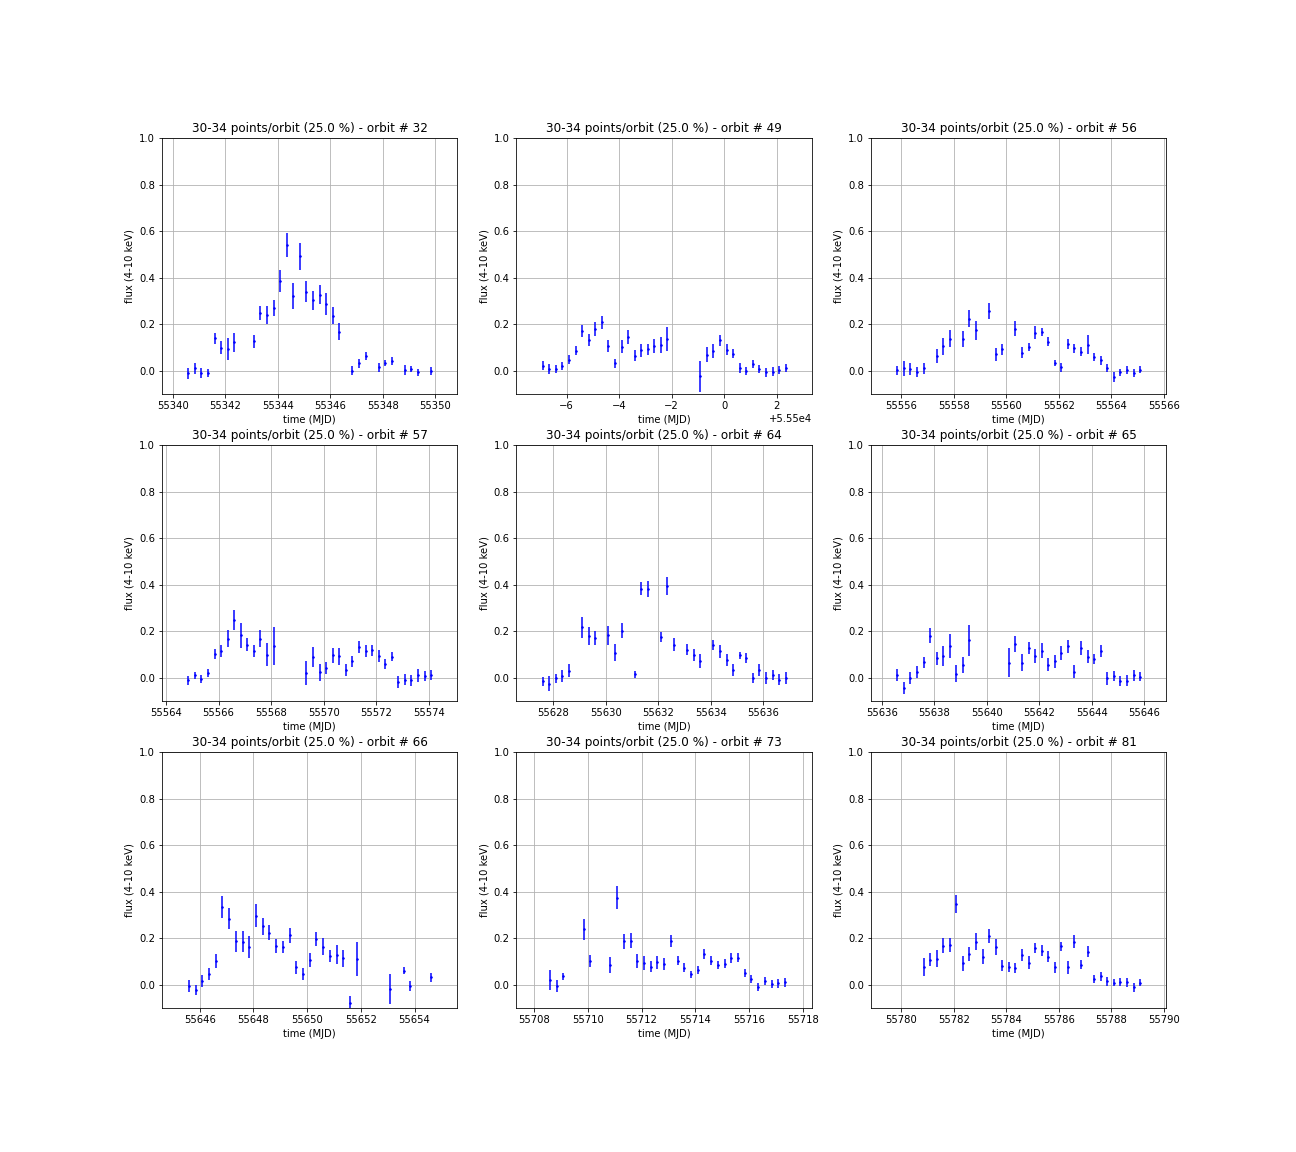 30-34 points/orbit (25.0 %) - orbit # 32
1.0
0.8
0.6
0.4
0.2
0.0
flux (4-10 keV)
55340 55342 55344 55346 55348 55350
time (MJD)
30-34 points/orbit (25.0 %) - orbit # 49
1.0
0.8
0.6
0.4
0.2
0.0
flux (4-10 keV)
−6 −4 −2 0 2
+5.55e4
time (MJD)
30-34 points/orbit (25.0 %) - orbit # 56
1.0
0.8
0.6
0.4
0.2
0.0
flux (4-10 keV)
55556 55558 55560 55562 55564 55566
time (MJD)
30-34 points/orbit (25.0 %) - orbit # 57
1.0
0.8
0.6
0.4
0.2
0.0
flux (4-10 keV)
55564 55566 55568 55570 55572 55574
time (MJD)
30-34 points/orbit (25.0 %) - orbit # 64
1.0
0.8
0.6
0.4
0.2
0.0
flux (4-10 keV)
55628 55630 55632 55634 55636
time (MJD)
30-34 points/orbit (25.0 %) - orbit # 65
1.0
0.8
0.6
0.4
0.2
0.0
flux (4-10 keV)
55636 55638 55640 55642 55644 55646
time (MJD)
30-34 points/orbit (25.0 %) - orbit # 66
1.0
0.8
0.6
0.4
0.2
0.0
flux (4-10 keV)
55646 55648 55650 55652 55654
time (MJD)
30-34 points/orbit (25.0 %) - orbit # 73
1.0
0.8
0.6
0.4
0.2
0.0
flux (4-10 keV)
55708 55710 55712 55714 55716 55718
time (MJD)
30-34 points/orbit (25.0 %) - orbit # 81
1.0
0.8
0.6
0.4
0.2
0.0
flux (4-10 keV)
55780 55782 55784 55786 55788 55790
time (MJD)